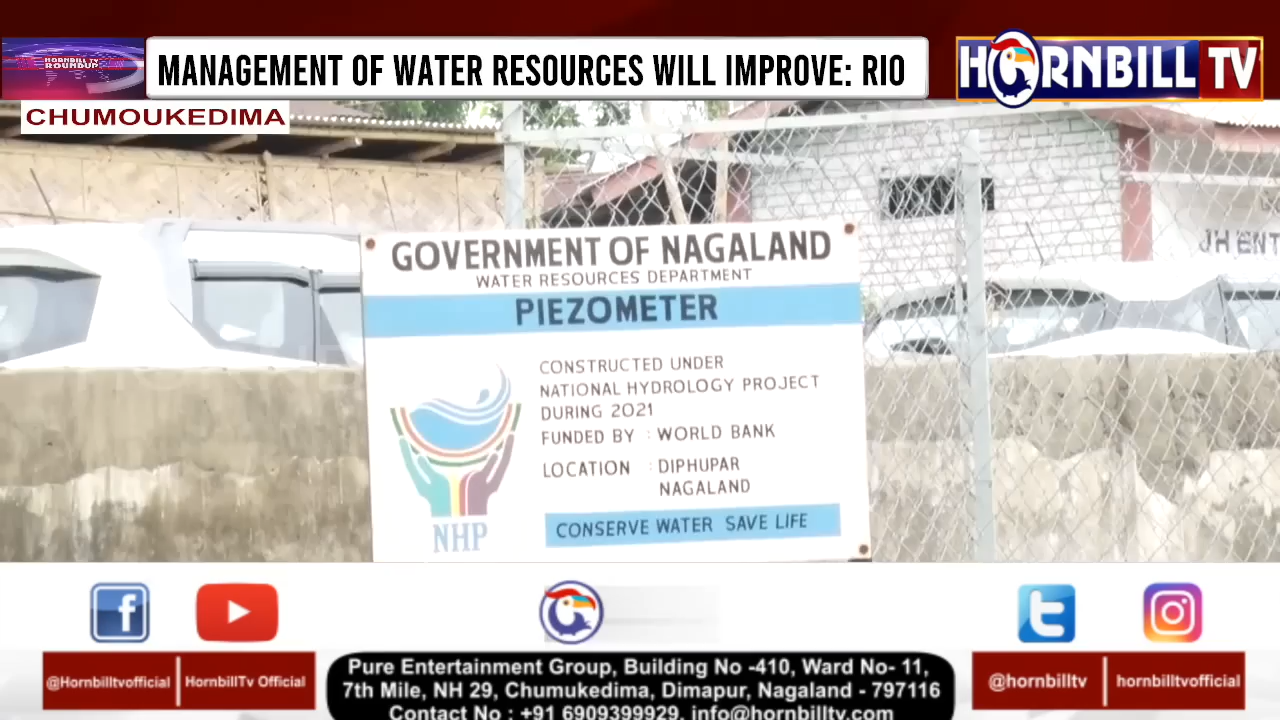 HORNBILL TV
ROUNDUP
MANAGEMENT OF WATER RESOURCES WILL IMPROVE: RIO
HORNBILL TV
CHUMOUKEDIMA
GOVERNMENT OF NAGALAND
WATER RESOURCES DEPARTMENT
PIEZOMETER
CONSTRUCTED UNDER
NATIONAL HYDROLOGY PROJECT
DURING 2021
FUNDED BY : WORLD BANK
LOCATION : DIPHUPAR
NAGALAND
NHP
CONSERVE WATER SAVE LIFE
@Hornbilltvofficial
HornbillTv Official
Pure Entertainment Group, Building No -410, Ward No- 11,
7th Mile, NH 29, Chumukedima, Dimapur, Nagaland - 797116
Contact No : +91 6909399929, info@hornbilltv.com
@hornbilltv
hornbilltvofficial